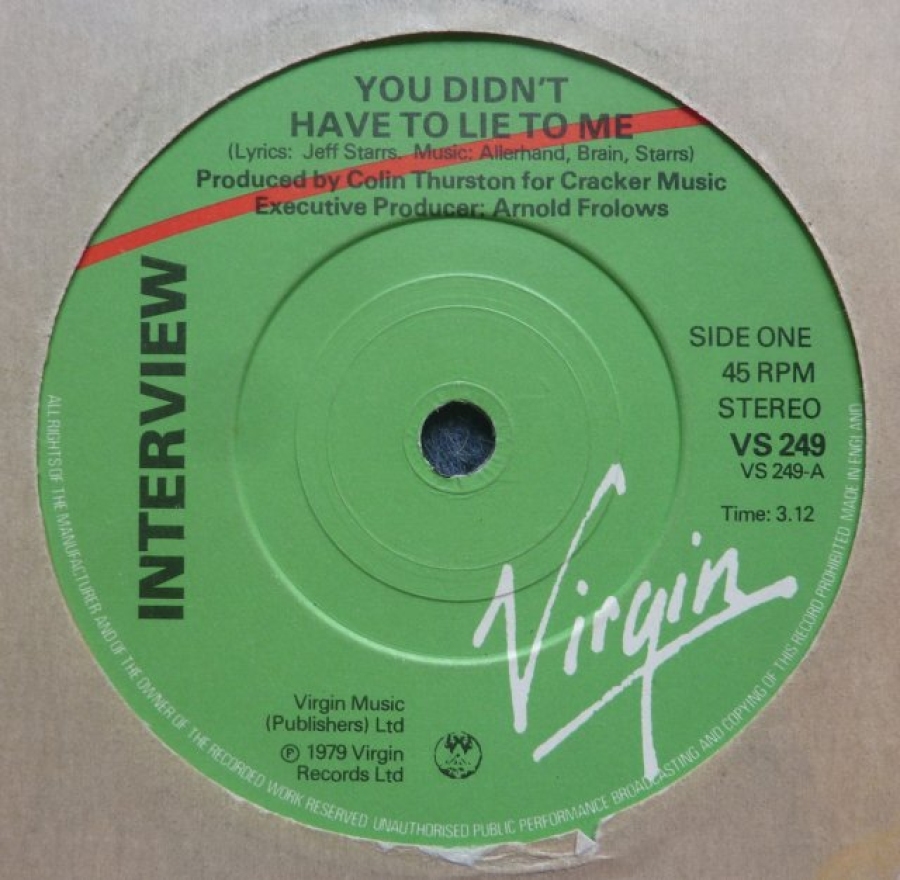 YOU DIDN'T
HAVE TO LIE TO ME
(Lyrics: Jeff Starrs. Music: Allerhand, Brain, Starrs)
Produced by Colin Thurston for Cracker Music
Executive Producer: Arnold Frolows
INTERVIEW
SIDE ONE
45 RPM
STEREO
VS 249
VS 249-A
Time: 3.12
Virgin
Virgin Music
(Publishers) Ltd
℗ 1979 Virgin
Records Ltd
ALL RIGHTS OF THE MANUFACTURER AND OF THE OWNER OF THE RECORDED WORK RESERVED UNAUTHORISED PUBLIC PERFORMANCE BROADCASTING AND COPYING OF THIS RECORD PROHIBITED MADE IN ENGLAND